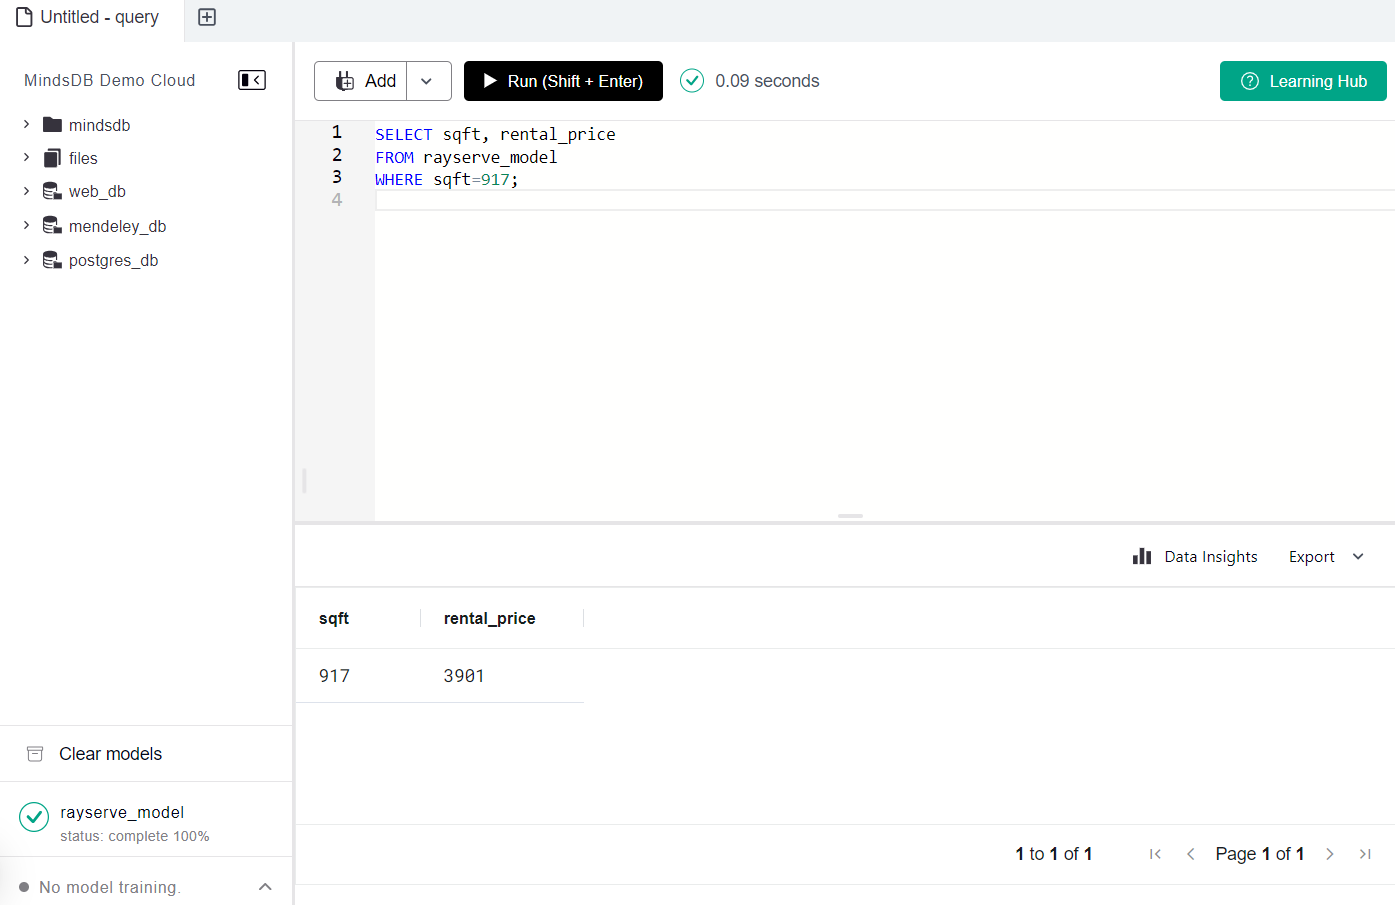 Untitled - query
MindsDB Demo Cloud
mindsdb
files
web_db
mendeley_db
postgres_db
Clear models
rayserve_model
status: complete 100%
No model training.
Add
Run (Shift + Enter)
0.09 seconds
Learning Hub
1 SELECT sqft, rental_price
2 FROM rayserve_model
3 WHERE sqft=917;
4
Data Insights Export
sqft rental_price
917 3901
1 to 1 of 1 Page 1 of 1